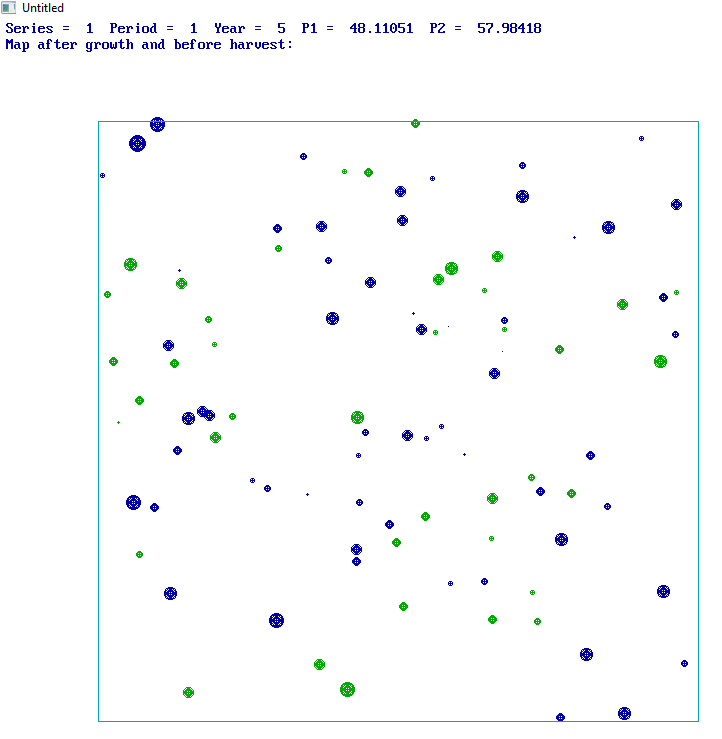 Untitled
Series =  1  Period =  1  Year =  5  P1 =  48.11051  P2 =  57.98418
Map after growth and before harvest: